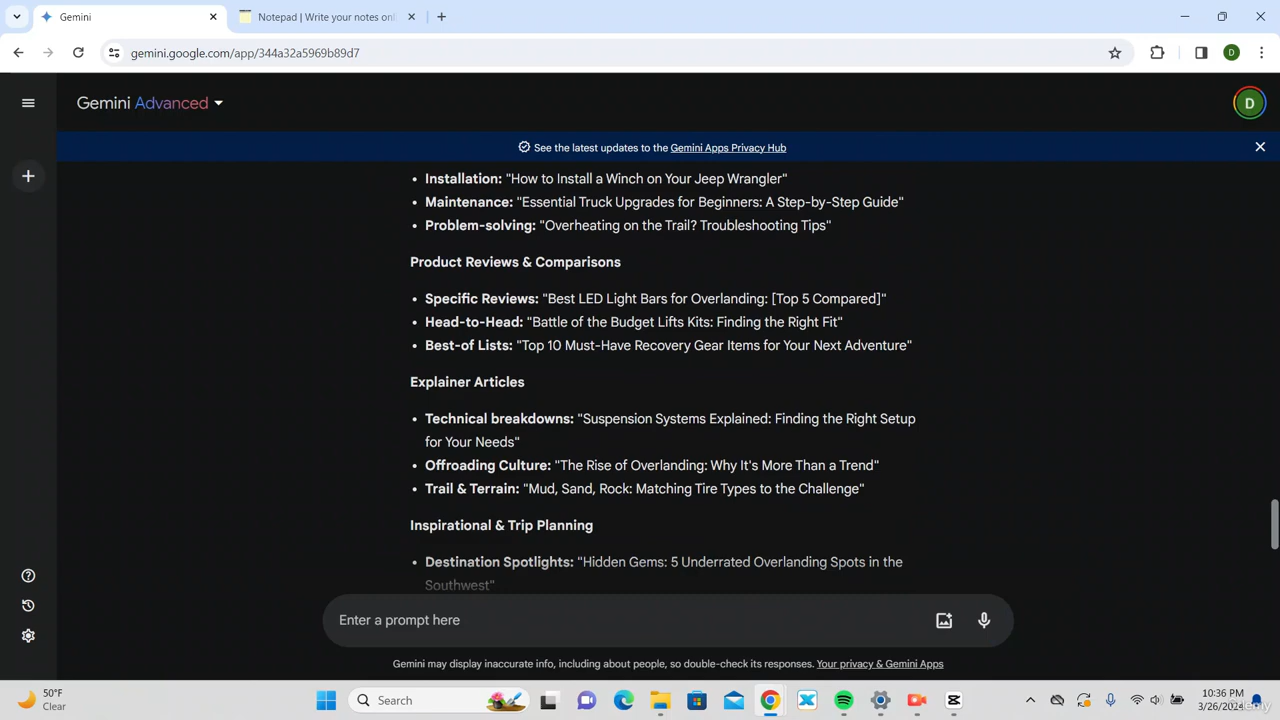 Gemini
Notepad | Write your notes onl
gemini.google.com/app/344a32a5969b89d7
D
Gemini Advanced
D
See the latest updates to the Gemini Apps Privacy Hub
• Installation: "How to Install a Winch on Your Jeep Wrangler"
• Maintenance: "Essential Truck Upgrades for Beginners: A Step-by-Step Guide"
• Problem-solving: "Overheating on the Trail? Troubleshooting Tips"
Product Reviews & Comparisons
• Specific Reviews: "Best LED Light Bars for Overlanding: [Top 5 Compared]"
• Head-to-Head: "Battle of the Budget Lifts Kits: Finding the Right Fit"
• Best-of Lists: "Top 10 Must-Have Recovery Gear Items for Your Next Adventure"
Explainer Articles
• Technical breakdowns: "Suspension Systems Explained: Finding the Right Setup
for Your Needs"
• Offroading Culture: "The Rise of Overlanding: Why It's More Than a Trend"
• Trail & Terrain: "Mud, Sand, Rock: Matching Tire Types to the Challenge"
Inspirational & Trip Planning
• Destination Spotlights: "Hidden Gems: 5 Underrated Overlanding Spots in the
Southwest"
Enter a prompt here
Gemini may display inaccurate info, including about people, so double-check its responses. Your privacy & Gemini Apps
50°F
Clear
Search
10:36 PM
3/26/2024